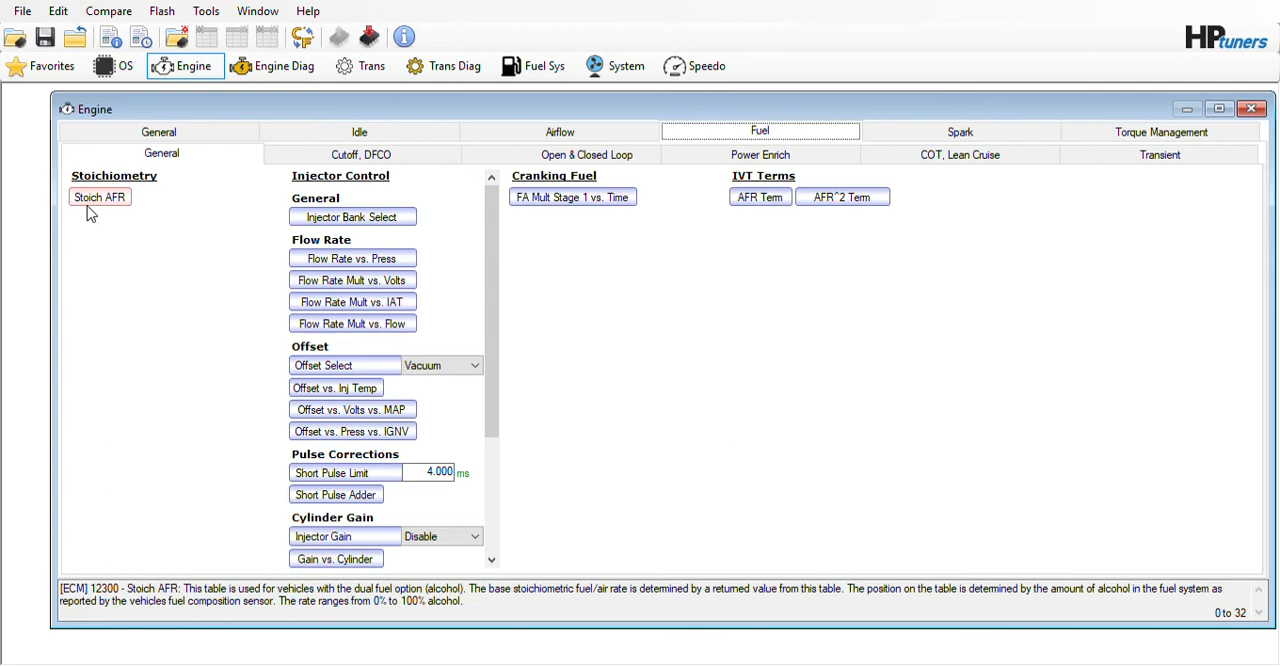 File Edit Compare Flash Tools Window Help
HPtuners
Favorites OS Engine Engine Diag Trans Trans Diag Fuel Sys System Speedo
Engine
General Idle Airflow Fuel Spark Torque Management
General Cutoff, DFCO Open & Closed Loop Power Enrich COT, Lean Cruise Transient
Stoichiometry
Stoich AFR
Injector Control
General
Injector Bank Select
Flow Rate
Flow Rate vs. Press
Flow Rate Mult vs. Volts
Flow Rate Mult vs. IAT
Flow Rate Mult vs. Flow
Offset
Offset Select Vacuum
Offset vs. Inj Temp
Offset vs. Volts vs. MAP
Offset vs. Press vs. IGNV
Pulse Corrections
Short Pulse Limit 4.000 ms
Short Pulse Adder
Cylinder Gain
Injector Gain Disable
Gain vs. Cylinder
Cranking Fuel
FA Mult Stage 1 vs. Time
IVT Terms
AFR Term AFR^2 Term
[ECM] 12300 - Stoich AFR: This table is used for vehicles with the dual fuel option (alcohol). The base stoichiometric fuel/air rate is determined by a returned value from this table. The position on the table is determined by the amount of alcohol in the fuel system as
reported by the vehicles fuel composition sensor. The rate ranges from 0% to 100% alcohol.
0 to 32